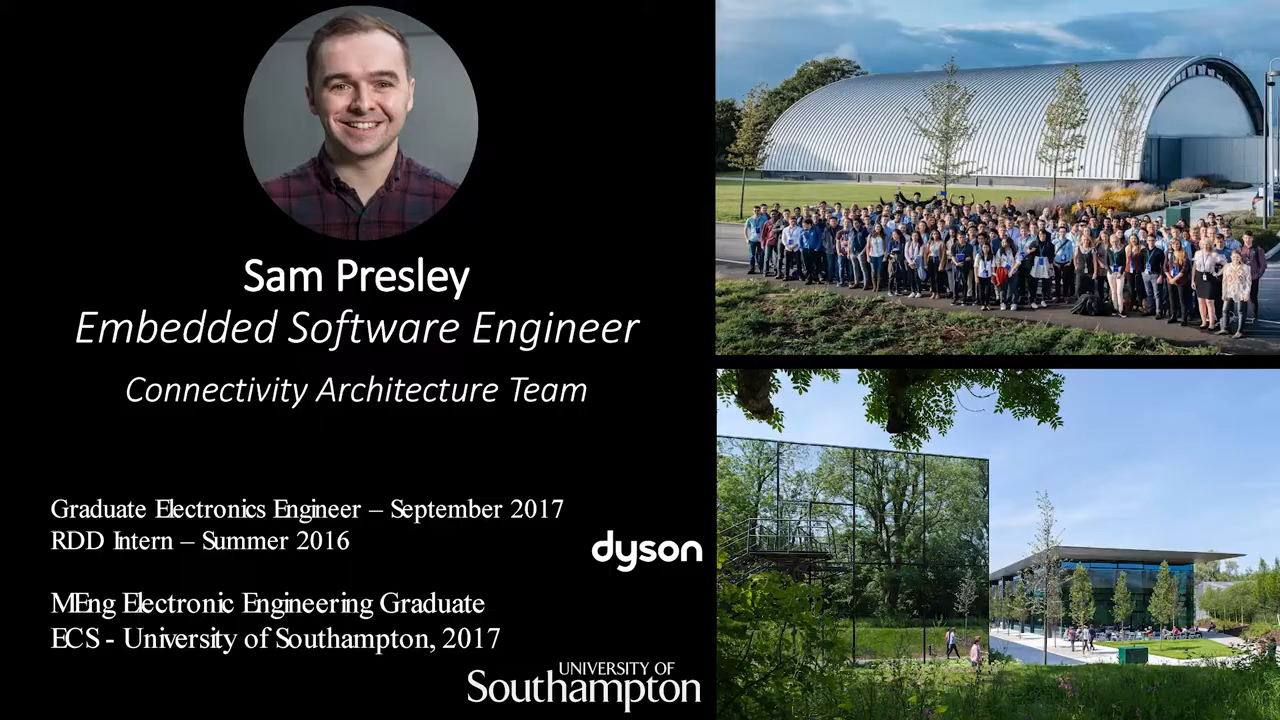 Sam Presley
Embedded Software Engineer
Connectivity Architecture Team
Graduate Electronics Engineer – September 2017
RDD Intern – Summer 2016
dyson
MEng Electronic Engineering Graduate
ECS - University of Southampton, 2017
UNIVERSITY OF
Southampton